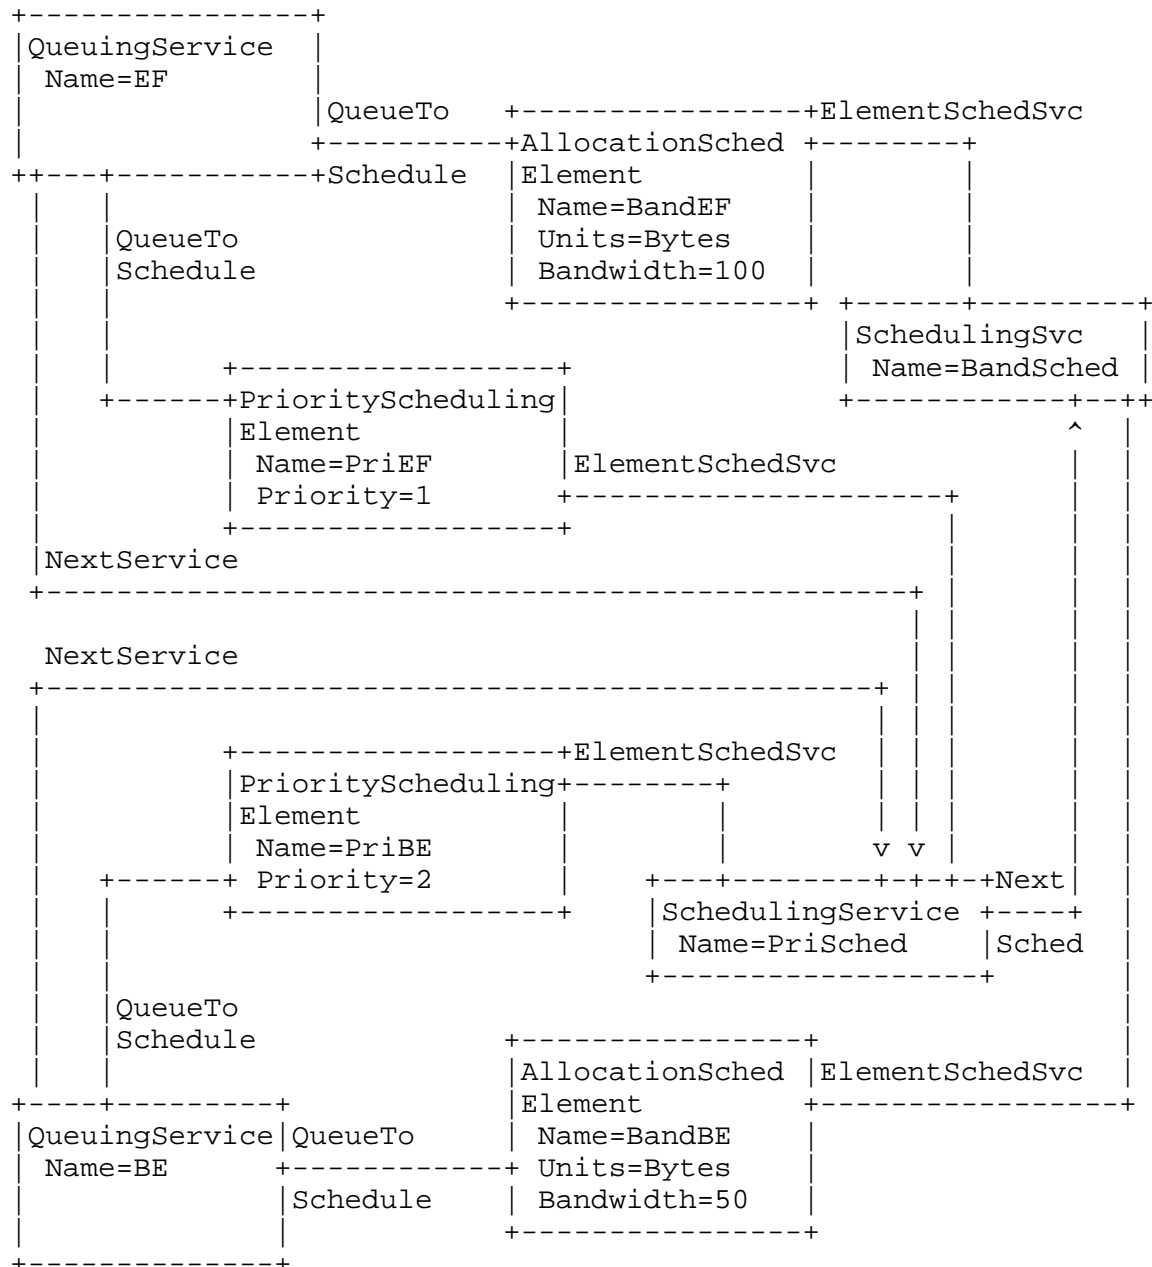 QueuingService
Name=EF
QueueTo
ElementSchedSvc
AllocationSched
Schedule
Element
Name=BandEF
QueueTo
Units=Bytes
Schedule
Bandwidth=100
SchedulingSvc
Name=BandSched
PriorityScheduling
Element
Name=PriEF
ElementSchedSvc
Priority=1
NextService
NextService
ElementSchedSvc
PriorityScheduling
Element
Name=PriBE
v v
Priority=2
Next
SchedulingService
Name=PriSched
Sched
QueueTo
Schedule
AllocationSched
ElementSchedSvc
Element
QueuingService
QueueTo
Name=BandBE
Name=BE
Units=Bytes
Schedule
Bandwidth=50